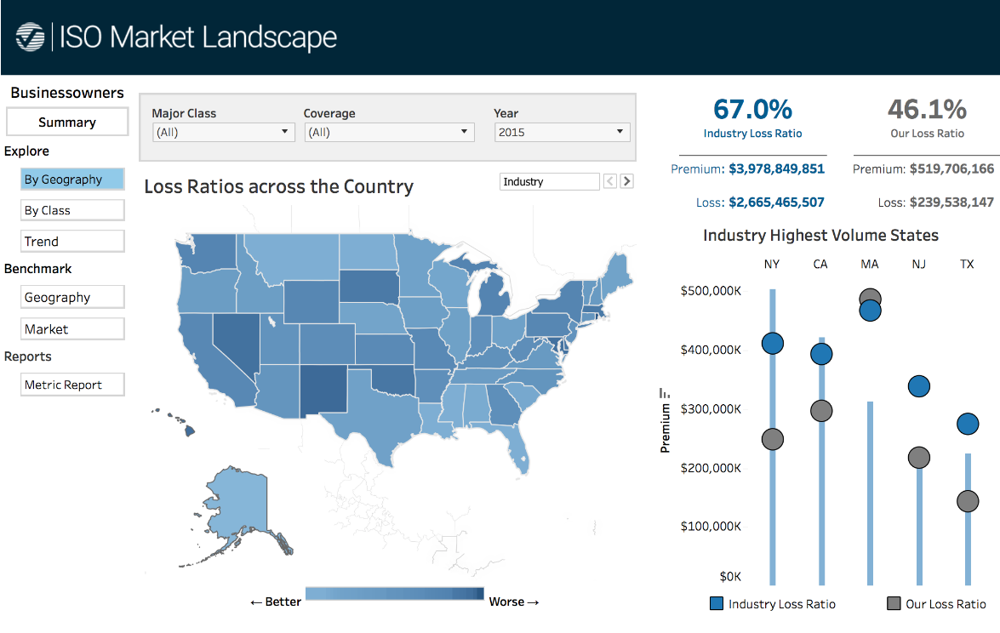 ISO Market Landscape
Businessowners
Summary
Explore
By Geography
By Class
Trend
Benchmark
Geography
Market
Reports
Metric Report
Major Class
(All)
Coverage
(All)
Year
2015
Loss Ratios across the Country
Industry
← Better
Worse →
67.0%
Industry Loss Ratio
Premium: $3,978,849,851
Loss: $2,665,465,507
46.1%
Our Loss Ratio
Premium: $519,706,166
Loss: $239,538,147
Industry Highest Volume States
NY CA MA NJ TX
Premium
$500,000K
$400,000K
$300,000K
$200,000K
$100,000K
$0K
Industry Loss Ratio
Our Loss Ratio